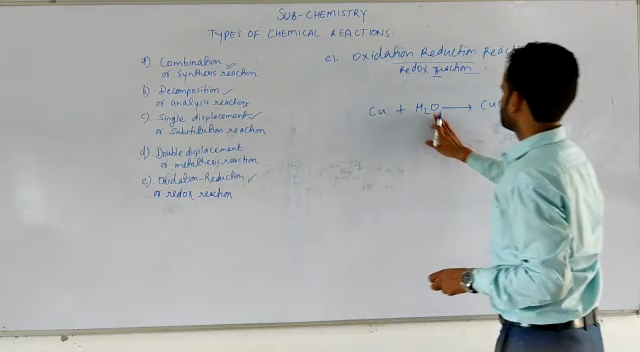 SUB-CHEMISTRY
TYPES OF CHEMICAL REACTIONS:
a) Combination ✓
or synthesis reaction
b) Decomposition ✓
or analysis reaction
c) Single displacement ✓
or substitution reaction
d) Double displacement
or metathesis reaction
e) Oxidation-Reduction ✓
or redox reaction
e). Oxidation Reduction
Redox reaction
Cu + H₂O ⟶